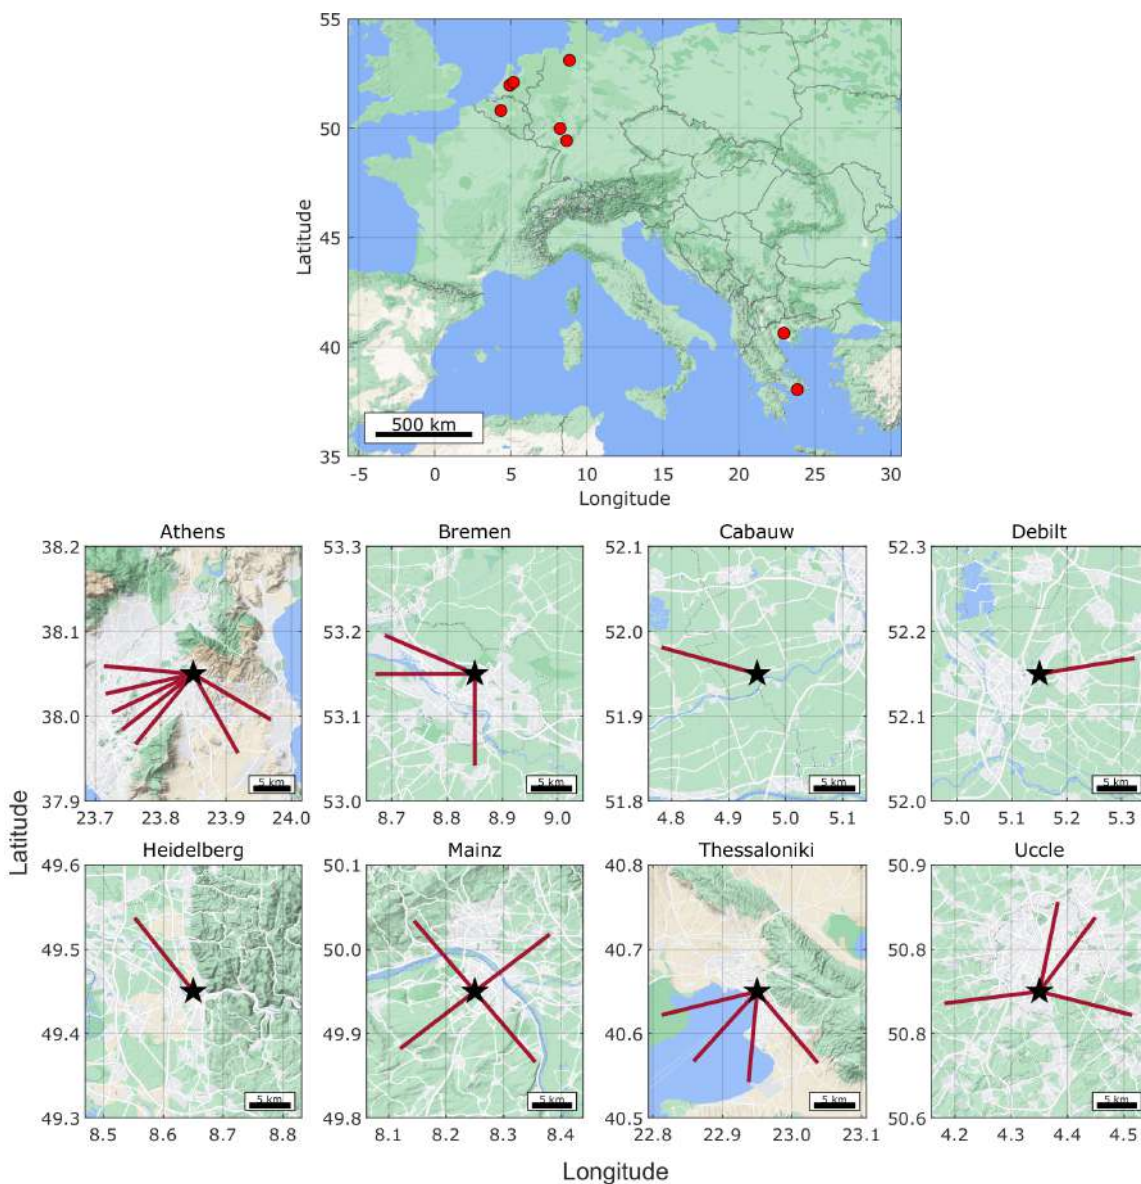 55
50
45
40
35
Latitude
500 km
-5 0 5 10 15 20 25 30
Longitude
Athens Bremen Cabauw Debilt
38.2 53.3 52.1 52.3
38.1 53.2 52.0 52.2
38.0 53.1 51.9 52.1
37.9 53.0 51.8 52.0
5 km 5 km 5 km 5 km
23.7 23.8 23.9 24.0 8.7 8.8 8.9 9.0 4.8 4.9 5.0 5.1 5.0 5.1 5.2 5.3
Latitude
Heidelberg Mainz Thessaloniki Uccle
49.6 50.1 40.8 50.9
49.5 50.0 40.7 50.8
49.4 49.9 40.6 50.8
49.3 49.8 40.5 50.6
5 km 5 km 5 km 5 km
8.5 8.6 8.7 8.8 8.1 8.2 8.3 8.4 22.8 22.9 23.0 23.1 4.2 4.3 4.4 4.5
Longitude